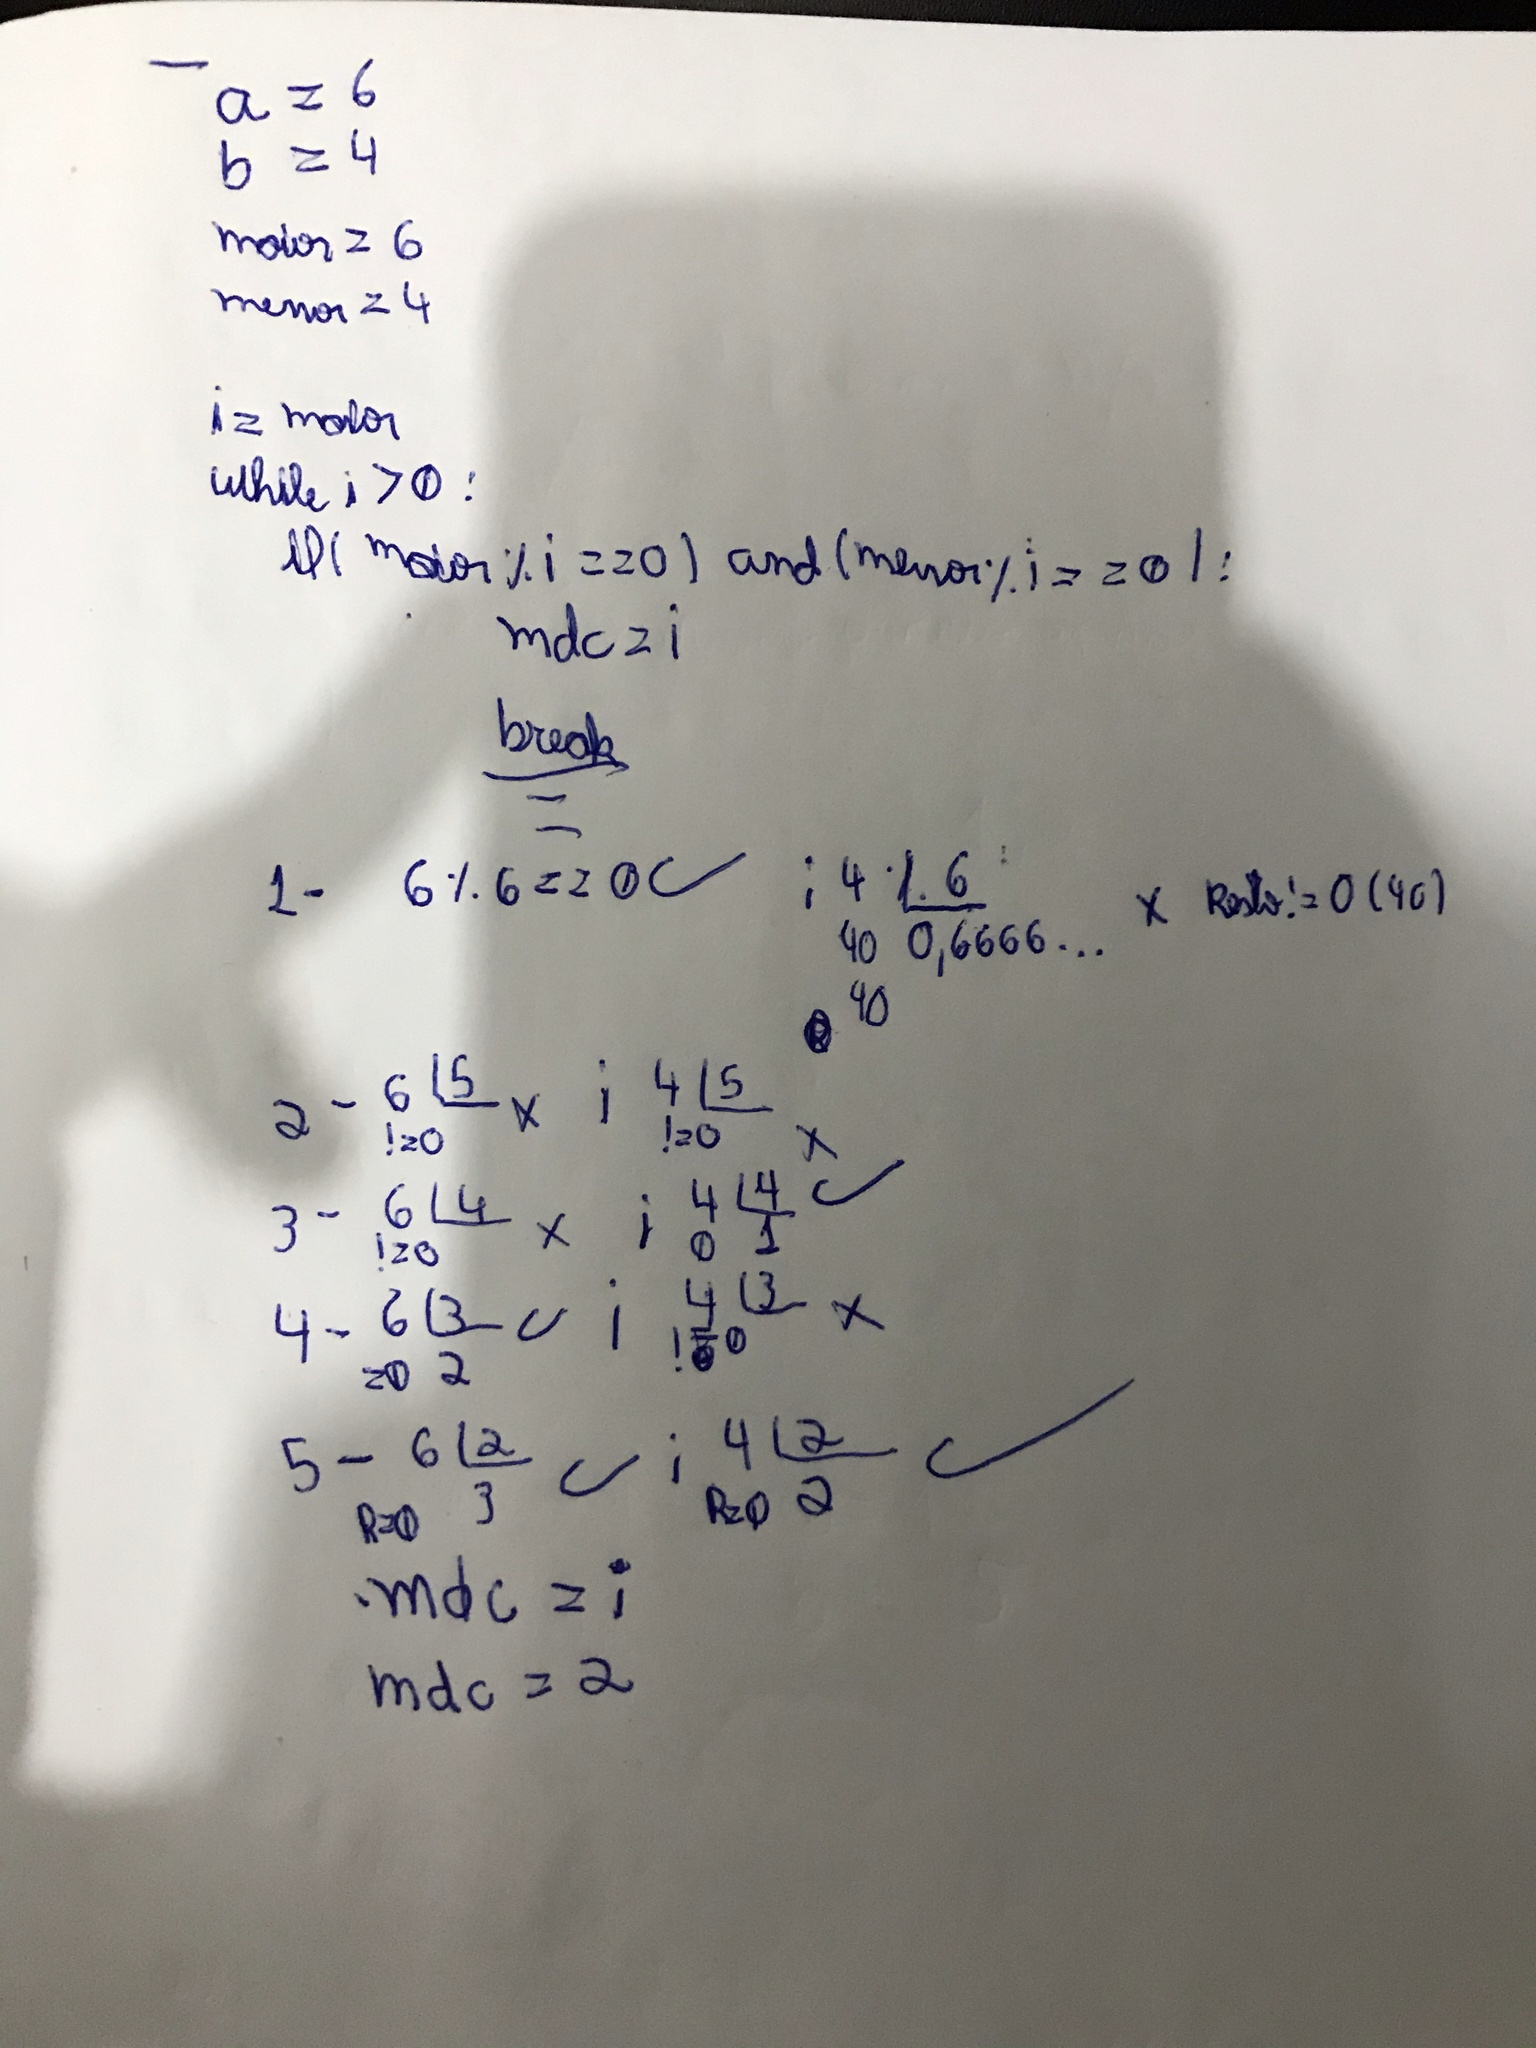 a = 6
b = 4
maior = 6
menor = 4
i = maior
while i > 0:
if (maior % i == 0) and (menor % i == 0):
mdc = i
break
1- 6 % 6 == 0 ✓ i 4 % 6 x Resto != 0 (40)
40 0,6666...
40
2 - 6 5 x i 4 5 x
!=0 !=0
3 - 6 4 x i 4 4 ✓
!=0 0 1
4 - 6 3 ✓ i 4 3 x
=0 2 != 0
5 - 6 2 ✓ i 4 2 ✓
R=0 3 R=0 2
mdc = i
mdc = 2